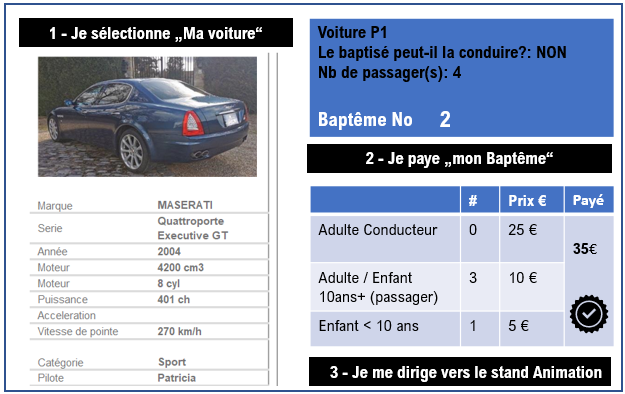 1 - Je sélectionne „Ma voiture“
Marque MASERATI
Serie Quattroporte
Executive GT
Année 2004
Moteur 4200 cm3
Moteur 8 cyl
Puissance 401 ch
Acceleration
Vitesse de pointe 270 km/h
Catégorie Sport
Pilote Patricia
Voiture P1
Le baptisé peut-il la conduire?: NON
Nb de passager(s): 4
Baptême No 2
2 - Je paye „mon Baptême“
# Prix € Payé
Adulte Conducteur 0 25 €
35€
Adulte / Enfant 3 10 €
10ans+ (passager)
Enfant < 10 ans 1 5 €
3 - Je me dirige vers le stand Animation